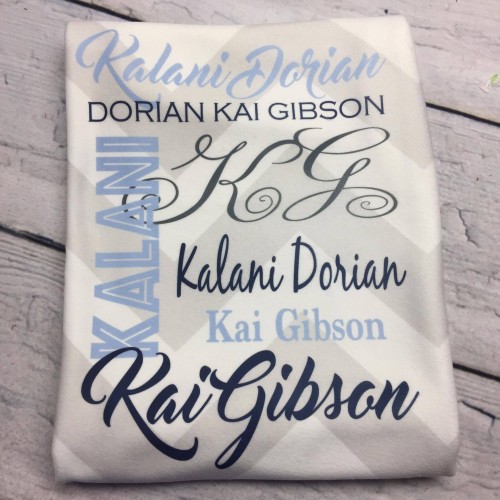 Kalani Dorian
DORIAN KAI GIBSON
KALANI
KG
Kalani Dorian
Kai Gibson
Kai Gibson